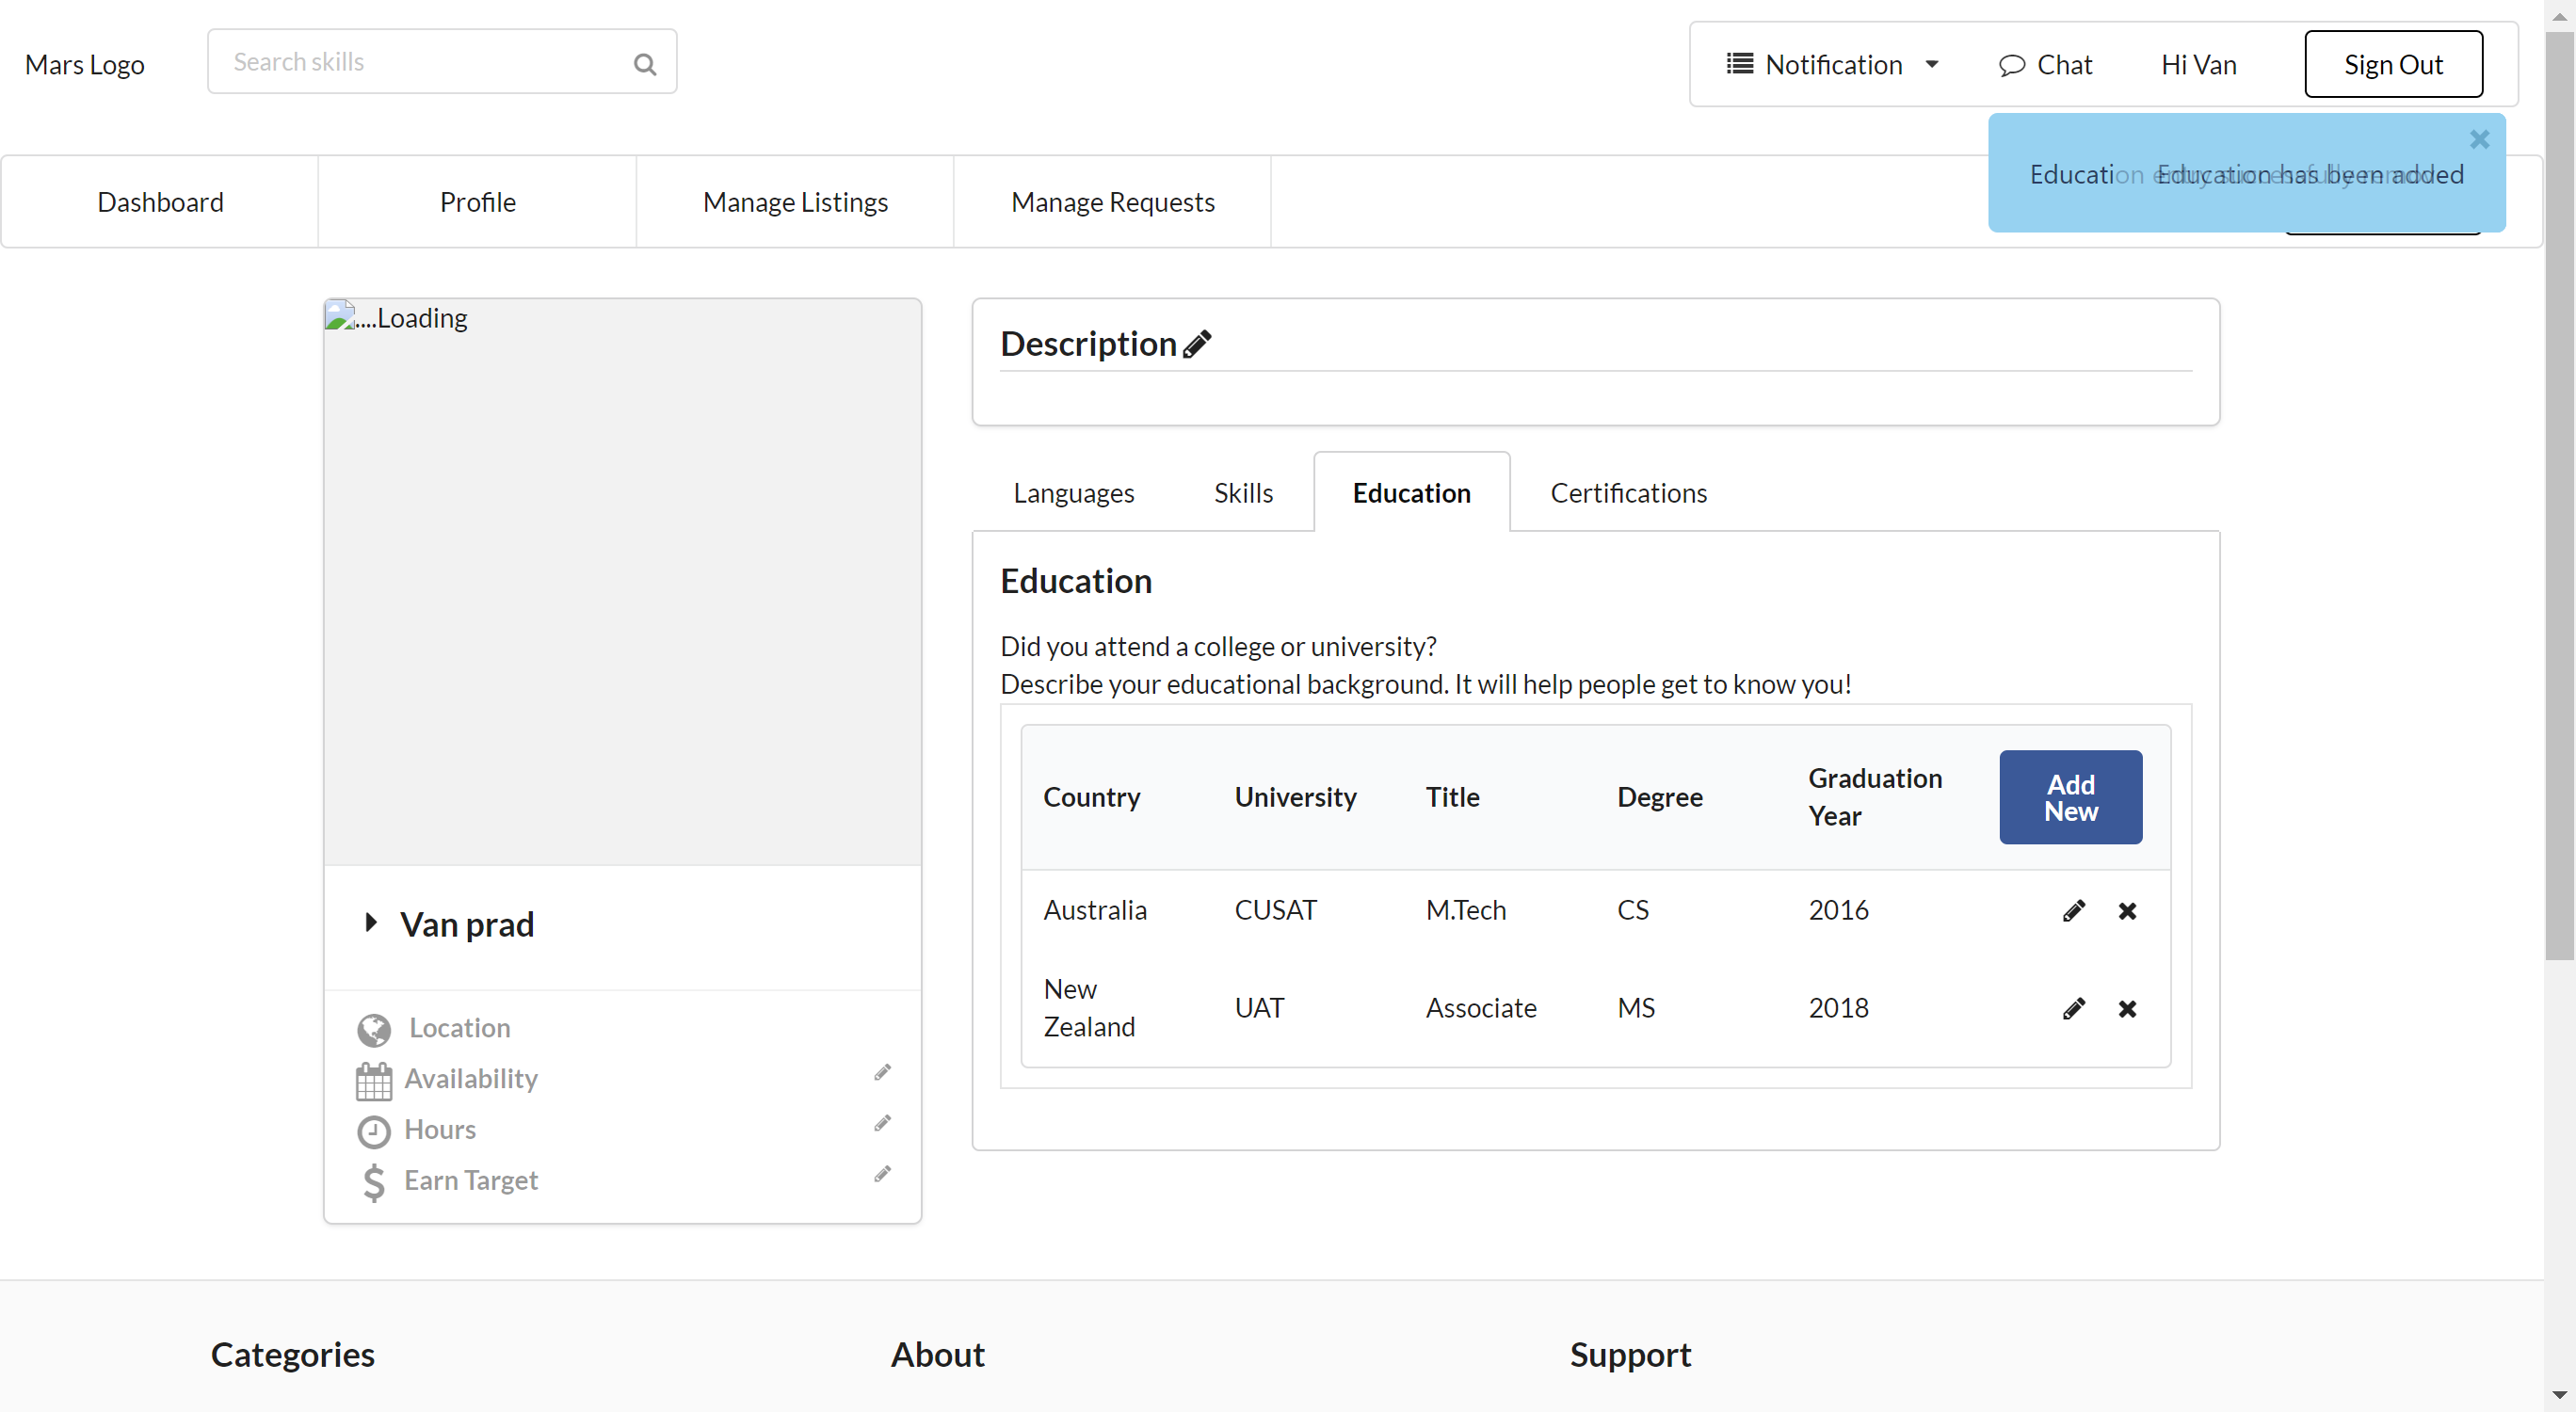 Mars Logo
Search skills
Notification
Chat
Hi Van
Sign Out
Education has been added
Dashboard
Profile
Manage Listings
Manage Requests
....Loading
Description
Languages
Skills
Education
Certifications
Education
Did you attend a college or university?
Describe your educational background. It will help people get to know you!
Country University Title Degree Graduation Year Add New
Australia CUSAT M.Tech CS 2016
New Zealand UAT Associate MS 2018
Van prad
Location
Availability
Hours
Earn Target
Categories
About
Support